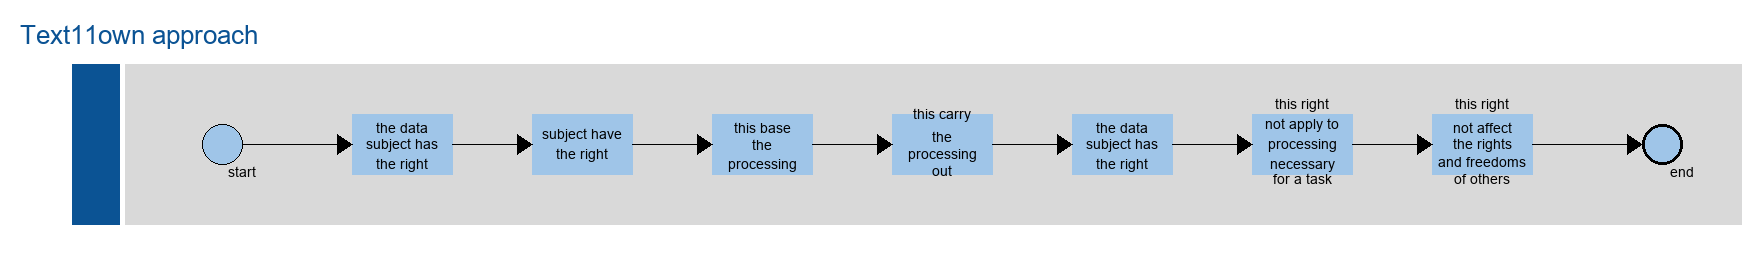 Text11own approach
start
the data
subject has
the right
subject have
the right
this base
the
processing
this carry
the
processing
out
the data
subject has
the right
this right
not apply to
processing
necessary
for a task
this right
not affect
the rights
and freedoms
of others
end